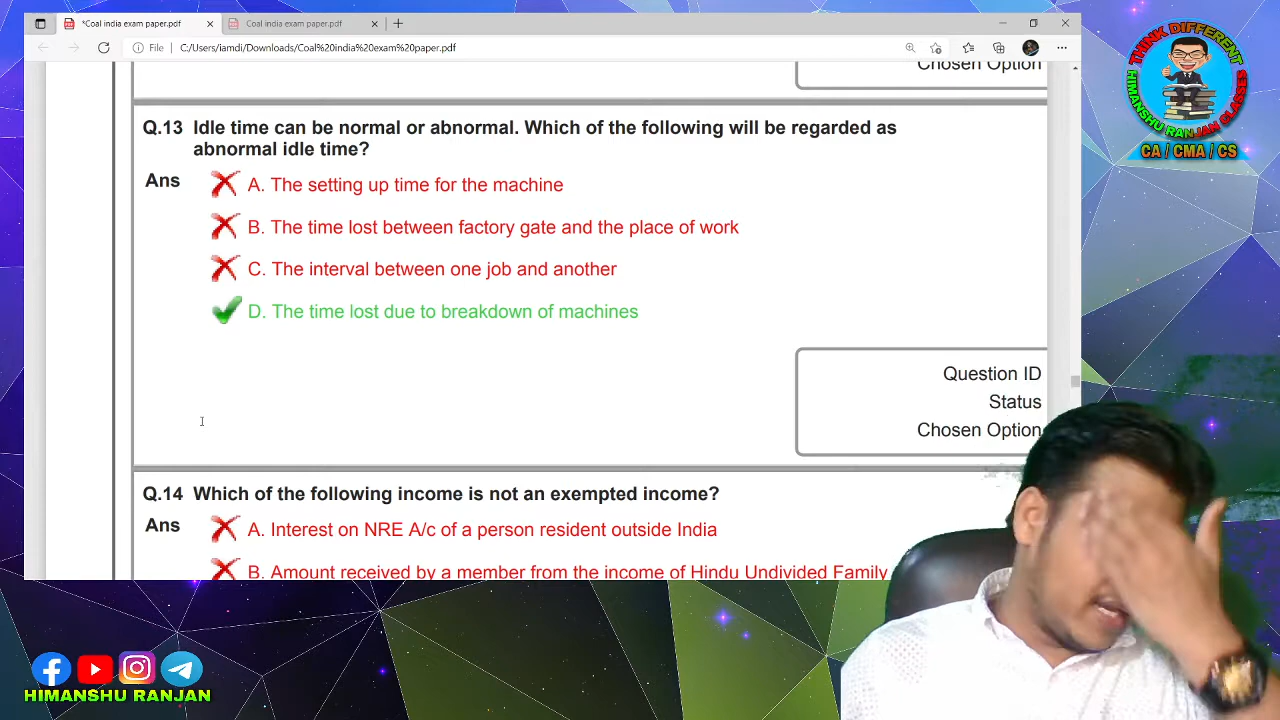 *Coal india exam paper.pdf
Coal india exam paper.pdf
File
C:/Users/iamdi/Downloads/Coal%20india%20exam%20paper.pdf
THINK DIFFERENT
HIMANSHU RANJAN CLASSES
CA / CMA / CS
Chosen Option
Q.13 Idle time can be normal or abnormal. Which of the following will be regarded as
abnormal idle time?
Ans
A. The setting up time for the machine
B. The time lost between factory gate and the place of work
C. The interval between one job and another
D. The time lost due to breakdown of machines
Question ID
Status
Chosen Option
Q.14 Which of the following income is not an exempted income?
Ans
A. Interest on NRE A/c of a person resident outside India
B. Amount received by a member from the income of Hindu Undivided Family
HIMANSHU RANJAN